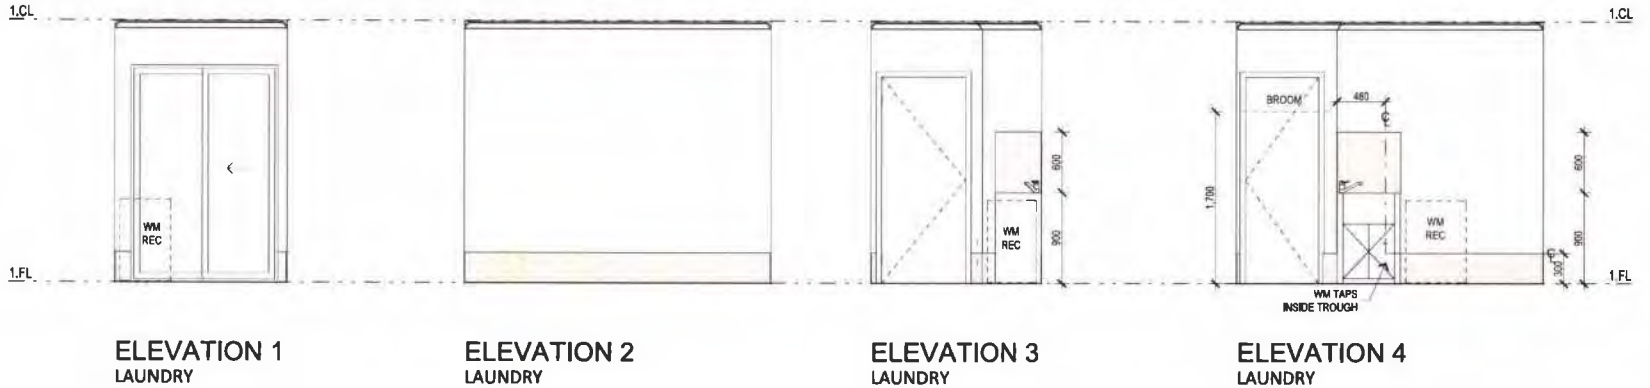 1.CL
1.CL
BROOM
460
℄
600
600
1,700
WM
REC
WM
REC
WM
REC
900
900
℄
300
1.FL
1.FL
WM TAPS
INSIDE TROUGH
ELEVATION 1
LAUNDRY
ELEVATION 2
LAUNDRY
ELEVATION 3
LAUNDRY
ELEVATION 4
LAUNDRY